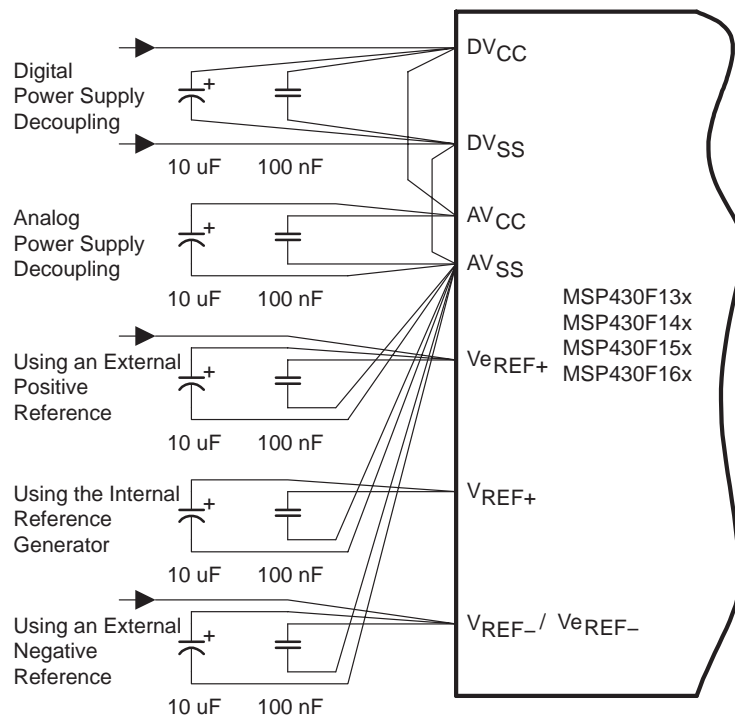 DVCC
Digital
Power Supply
Decoupling
+
DVSS
10 uF 100 nF
AVCC
Analog
Power Supply
Decoupling
+
AVSS
10 uF 100 nF
MSP430F13x
MSP430F14x
MSP430F15x
MSP430F16x
Using an External
Positive
Reference
+
VeREF+
10 uF 100 nF
Using the Internal
Reference
Generator
+
VREF+
10 uF 100 nF
Using an External
Negative
Reference
+
VREF– / VeREF–
10 uF 100 nF